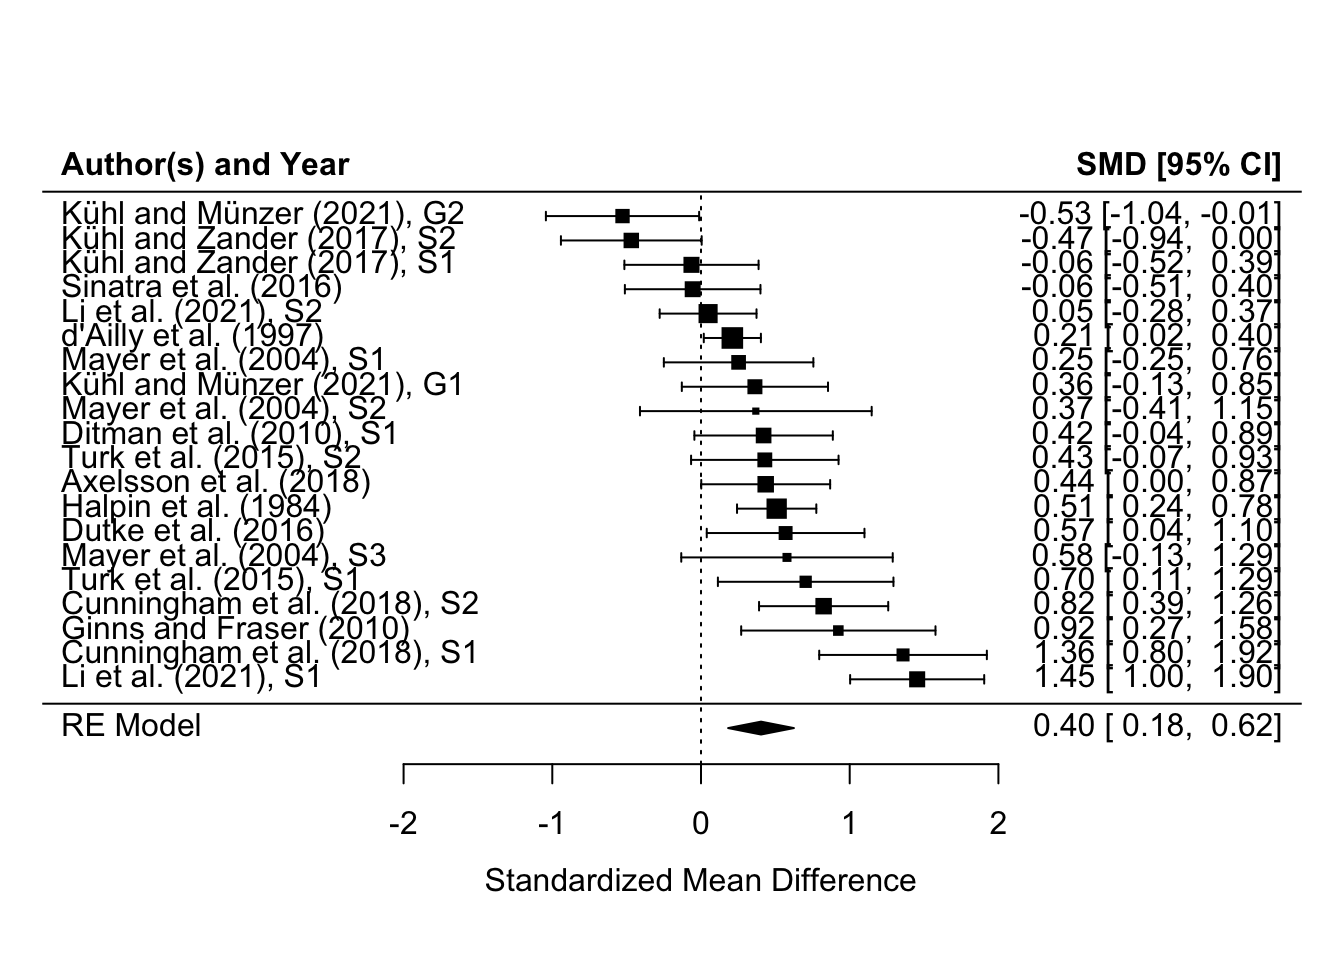 Author(s) and Year SMD [95% CI]
Kühl and Münzer (2021), G2 -0.53 [-1.04, -0.01]
Kühl and Zander (2017), S2 -0.47 [-0.94, 0.00]
Kühl and Zander (2017), S1 -0.06 [-0.52, 0.39]
Sinatra et al. (2016) -0.06 [-0.51, 0.40]
Li et al. (2021), S2 0.05 [-0.28, 0.37]
d'Ailly et al. (1997) 0.21 [ 0.02, 0.40]
Mayer et al. (2004), S1 0.25 [-0.25, 0.76]
Kühl and Münzer (2021), G1 0.36 [-0.13, 0.85]
Mayer et al. (2004), S2 0.37 [-0.41, 1.15]
Ditman et al. (2010), S1 0.42 [-0.04, 0.89]
Turk et al. (2015), S2 0.43 [-0.07, 0.93]
Axelsson et al. (2018) 0.44 [ 0.00, 0.87]
Halpin et al. (1984) 0.51 [ 0.24, 0.78]
Dutke et al. (2016) 0.57 [ 0.04, 1.10]
Mayer et al. (2004), S3 0.58 [-0.13, 1.29]
Turk et al. (2015), S1 0.70 [ 0.11, 1.29]
Cunningham et al. (2018), S2 0.82 [ 0.39, 1.26]
Ginns and Fraser (2010) 0.92 [ 0.27, 1.58]
Cunningham et al. (2018), S1 1.36 [ 0.80, 1.92]
Li et al. (2021), S1 1.45 [ 1.00, 1.90]
RE Model 0.40 [ 0.18, 0.62]
-2 -1 0 1 2
Standardized Mean Difference